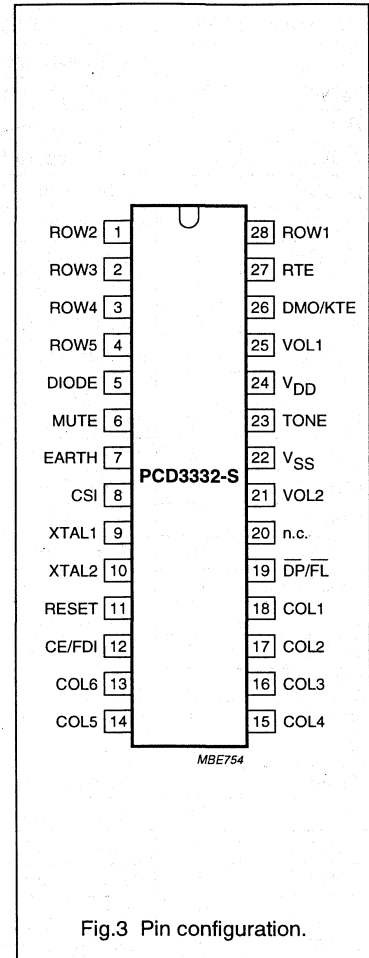 ROW2 1 28 ROW1
ROW3 2 27 RTE
ROW4 3 26 DMO/KTE
ROW5 4 25 VOL1
DIODE 5 24 VDD
MUTE 6 23 TONE
EARTH 7 22 VSS
PCD3332-S
CSI 8 21 VOL2
XTAL1 9 20 n.c.
XTAL2 10 19 D̅P̅/F̅L̅
RESET 11 18 COL1
CE/FDI 12 17 COL2
COL6 13 16 COL3
COL5 14 15 COL4
MBE754
Fig.3 Pin configuration.